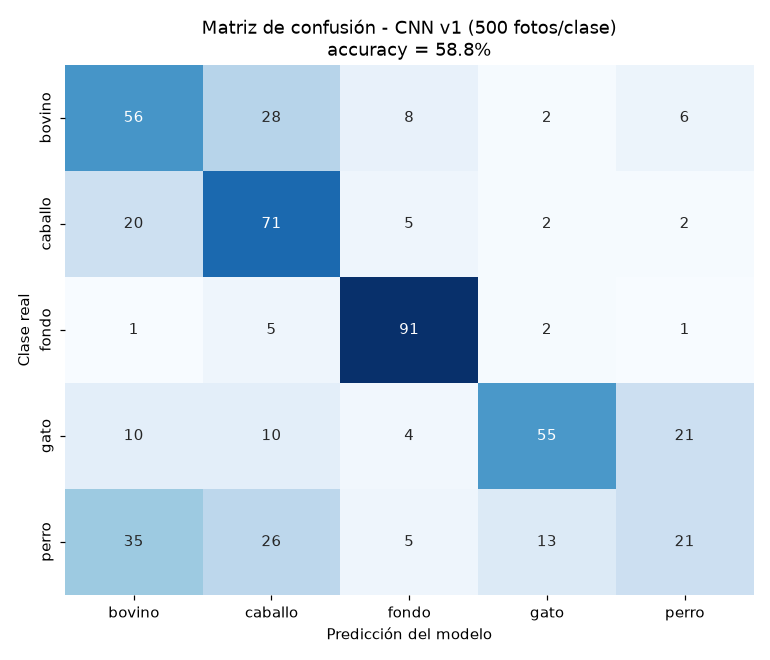 Matriz de confusión - CNN v1 (500 fotos/clase)
accuracy = 58.8%
Clase real
bovino 56 28 8 2 6
caballo 20 71 5 2 2
fondo 1 5 91 2 1
gato 10 10 4 55 21
perro 35 26 5 13 21
bovino caballo fondo gato perro
Predicción del modelo